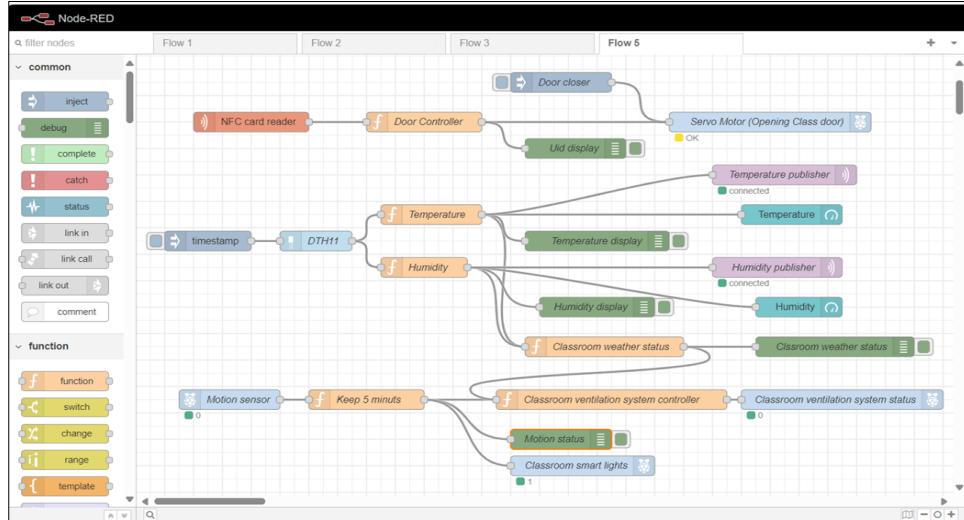 Node-RED
filter nodes
Flow 1
Flow 2
Flow 3
Flow 5
common
inject
debug
complete
catch
status
link in
link call
link out
comment
function
function
switch
change
range
template
Door closer
NFC card reader
Door Controller
Servo Motor (Opening Class door)
OK
Uid display
Temperature publisher
connected
Temperature
Temperature
timestamp
DTH11
Temperature display
Humidity
Humidity publisher
connected
Humidity display
Humidity
Classroom weather status
Clssroom weather status
Motion sensor
0
Keep 5 minuts
Classroom ventilation system controller
Classroom ventilation system status
0
Motion status
Classroom smart lights
1